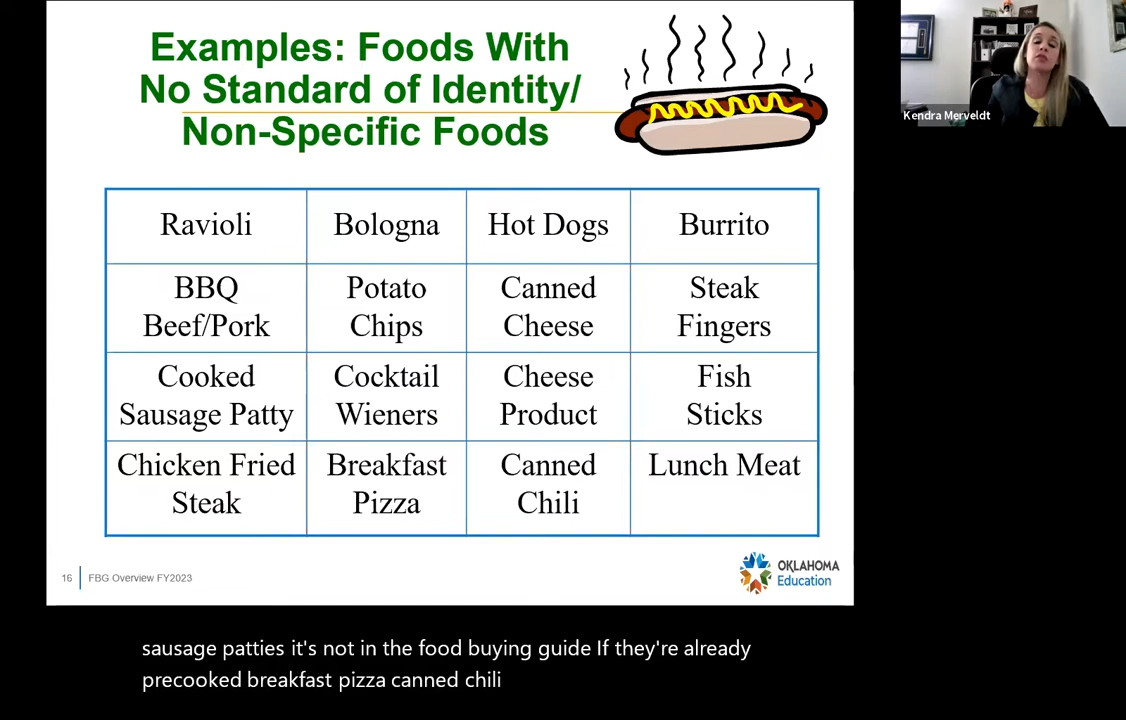 Examples: Foods With
No Standard of Identity/
Non-Specific Foods
Kendra Merveldt
Ravioli
Bologna
Hot Dogs
Burrito
BBQ
Beef/Pork
Potato
Chips
Canned
Cheese
Steak
Fingers
Cooked
Sausage Patty
Cocktail
Wieners
Cheese
Product
Fish
Sticks
Chicken Fried
Steak
Breakfast
Pizza
Canned
Chili
Lunch Meat
16
FBG Overview FY2023
OKLAHOMA
Education
sausage patties it's not in the food buying guide If they're already
precooked breakfast pizza canned chili